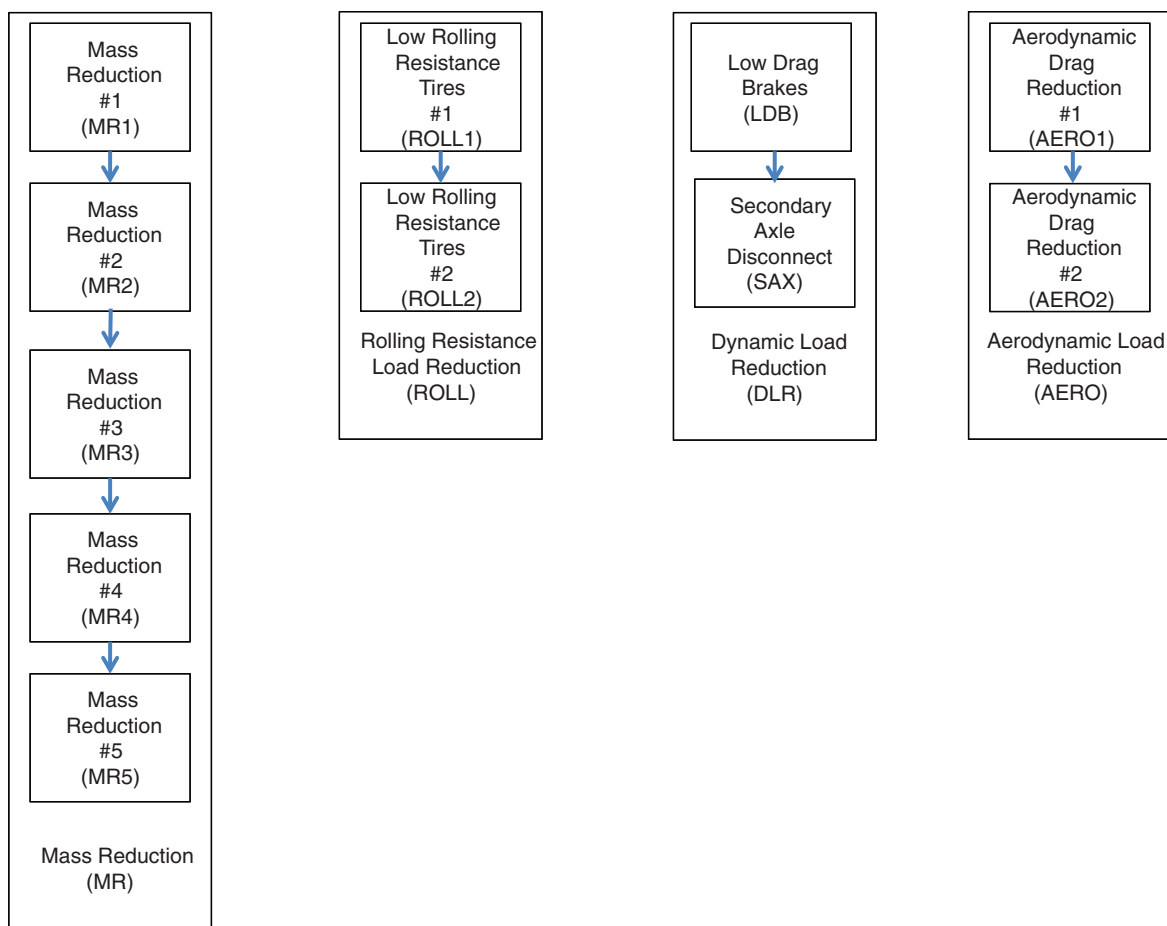 Mass
Reduction
#1
(MR1)
Mass
Reduction
#2
(MR2)
Mass
Reduction
#3
(MR3)
Mass
Reduction
#4
(MR4)
Mass
Reduction
#5
(MR5)
Mass Reduction
(MR)
Low Rolling
Resistance
Tires
#1
(ROLL1)
Low Rolling
Resistance
Tires
#2
(ROLL2)
Rolling Resistance
Load Reduction
(ROLL)
Low Drag
Brakes
(LDB)
Secondary
Axle
Disconnect
(SAX)
Dynamic Load
Reduction
(DLR)
Aerodynamic
Drag
Reduction
#1
(AERO1)
Aerodynamic
Drag
Reduction
#2
(AERO2)
Aerodynamic Load
Reduction
(AERO)